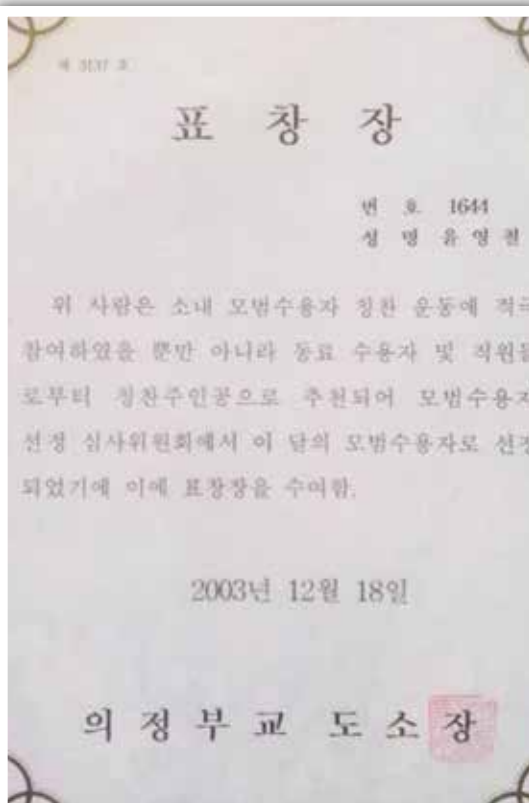 제 3137 호
표 창 장
번 호 1644
성 명 윤 영 철
위 사람은 소내 모범수용자 칭찬 운동에 적극
참여하였을 뿐만 아니라 동료 수용자 및 직원들
로부터 칭찬주인공으로 추천되어 모범수용자
선정 심사위원회에서 이 달의 모범수용자로 선정
되었기에 이에 표창장을 수여함.
2003년 12월 18일
의 정 부 교 도 소 장